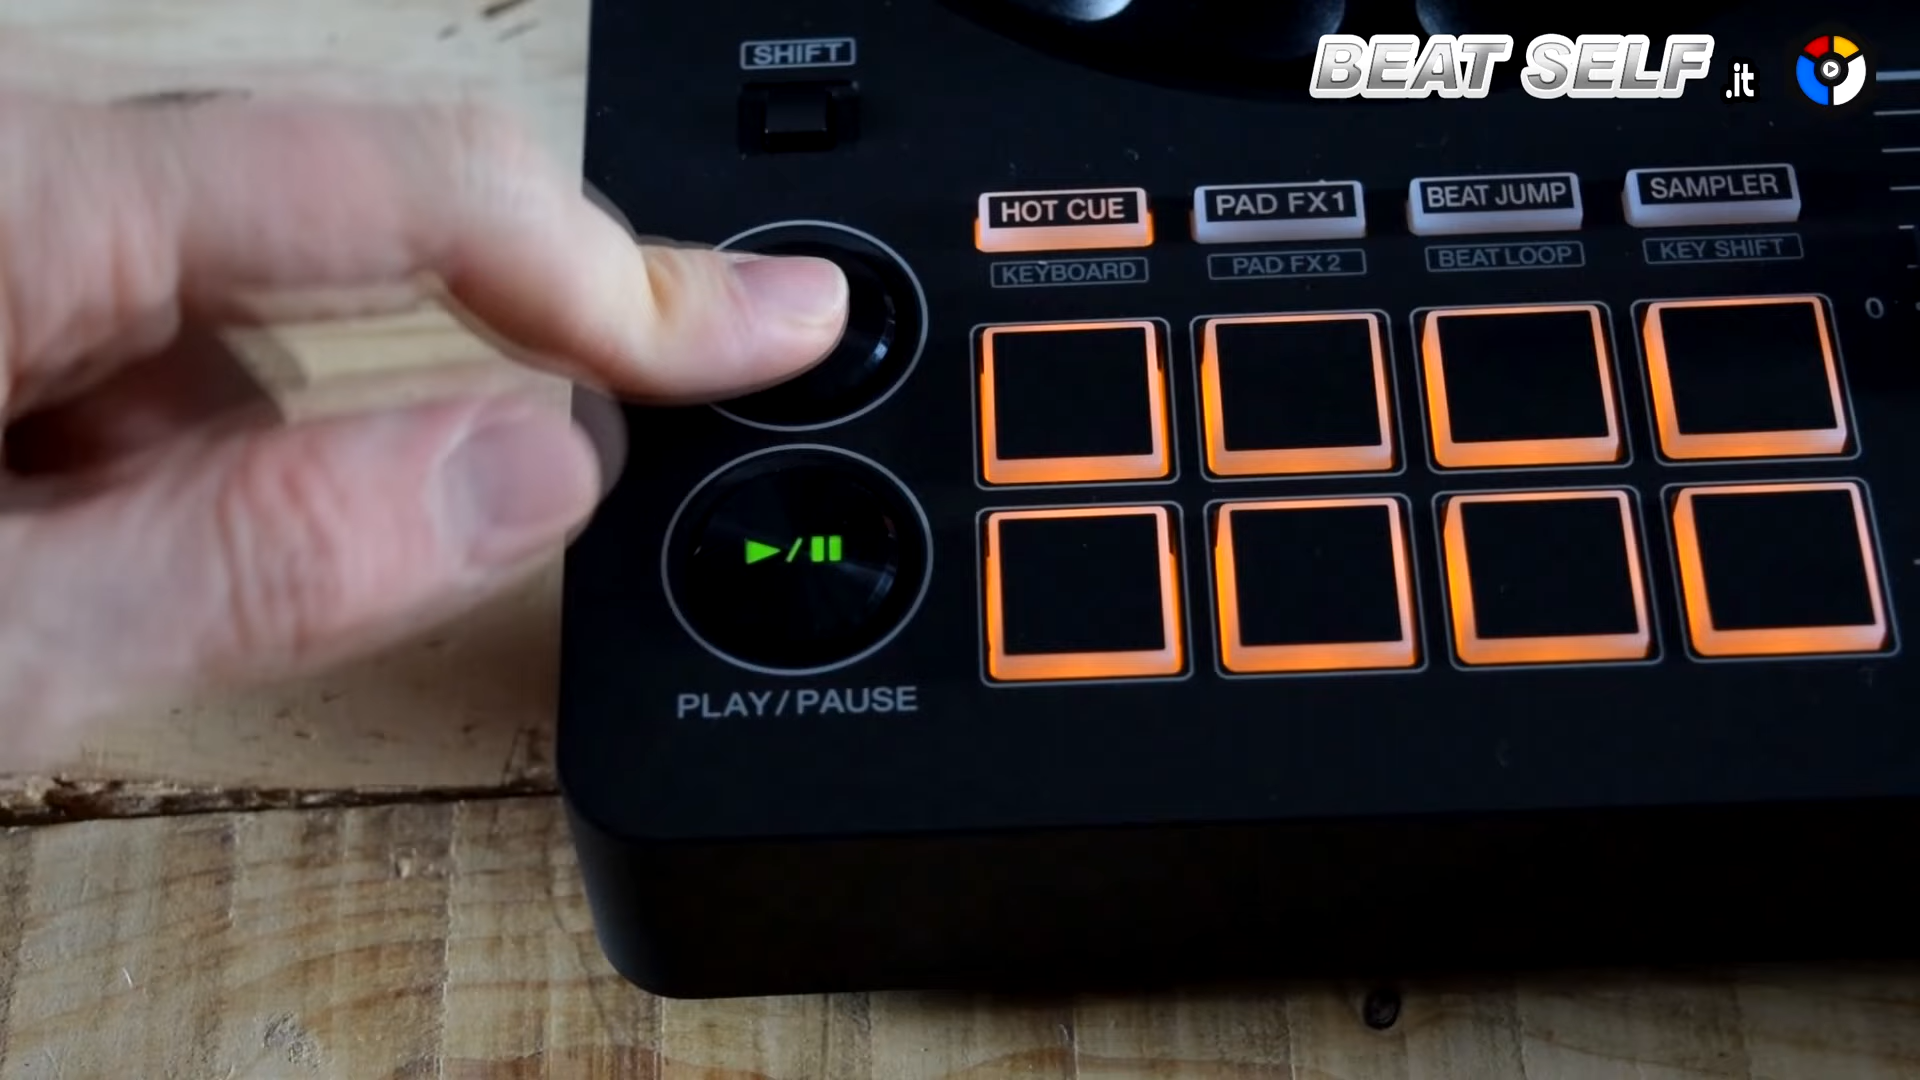 SHIFT
BEAT SELF .it
HOT CUE
PAD FX1
BEAT JUMP
SAMPLER
KEYBOARD
PAD FX2
BEAT LOOP
KEY SHIFT
0
PLAY/PAUSE